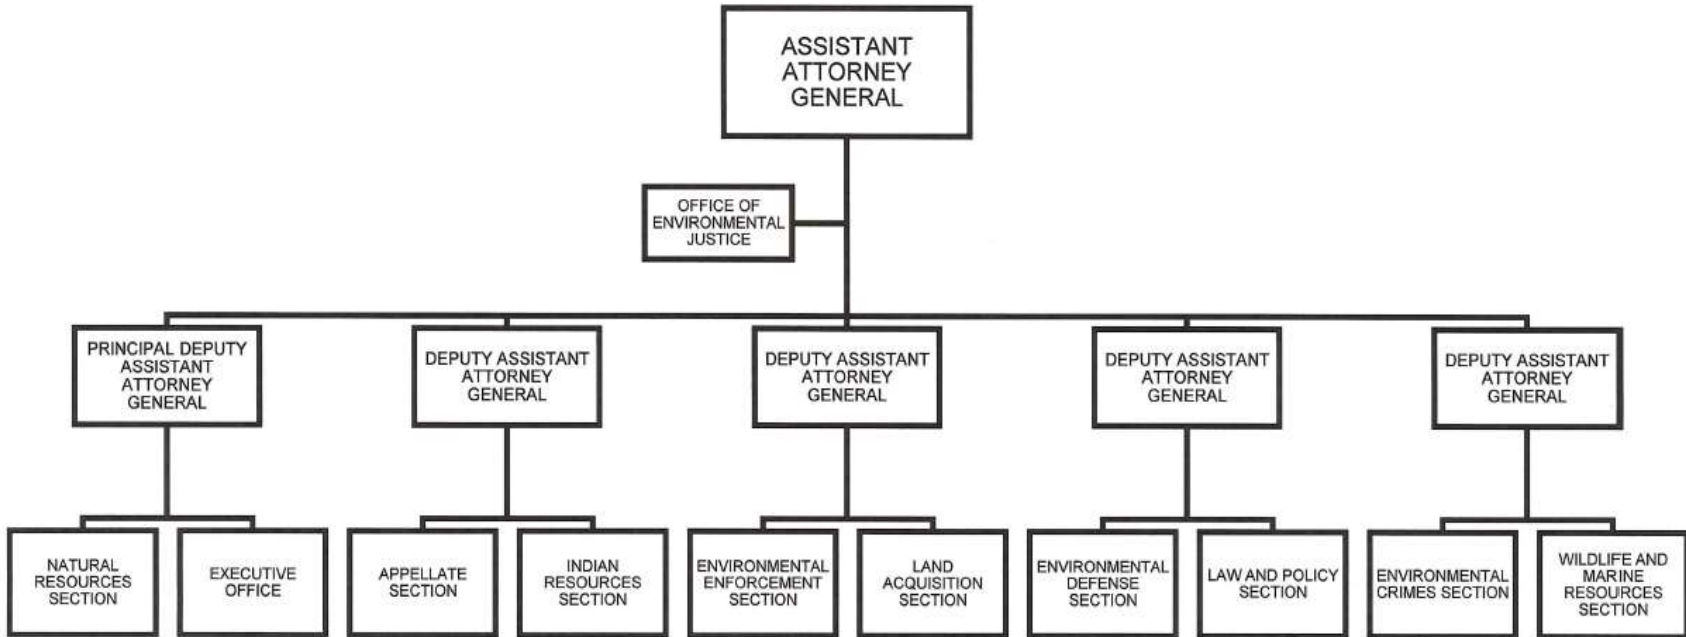 ASSISTANT
ATTORNEY
GENERAL
OFFICE OF
ENVIRONMENTAL
JUSTICE
PRINCIPAL DEPUTY
ASSISTANT
ATTORNEY
GENERAL
DEPUTY ASSISTANT
ATTORNEY
GENERAL
DEPUTY ASSISTANT
ATTORNEY
GENERAL
DEPUTY ASSISTANT
ATTORNEY
GENERAL
DEPUTY ASSISTANT
ATTORNEY
GENERAL
NATURAL
RESOURCES
SECTION
EXECUTIVE
OFFICE
APPELLATE
SECTION
INDIAN
RESOURCES
SECTION
ENVIRONMENTAL
ENFORCEMENT
SECTION
LAND
ACQUISITION
SECTION
ENVIRONMENTAL
DEFENSE
SECTION
LAW AND POLICY
SECTION
ENVIRONMENTAL
CRIMES SECTION
WILDLIFE AND
MARINE
RESOURCES
SECTION